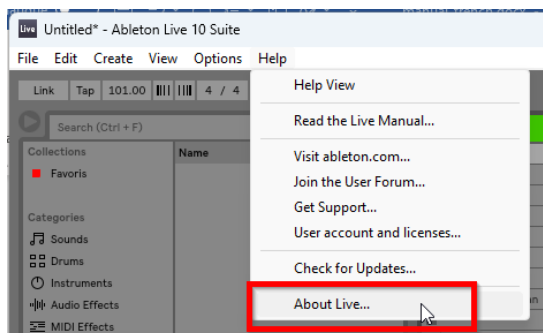 Live Untitled* - Ableton Live 10 Suite
File Edit Create View Options Help
Link Tap 101.00 4 / 4
Help View
Read the Live Manual...
Search (Ctrl + F)
Collections
Name
Visit ableton.com...
Favoris
Join the User Forum...
Get Support...
Categories
User account and licenses...
Sounds
Drums
Check for Updates...
Instruments
About Live...
Audio Effects
MIDI Effects